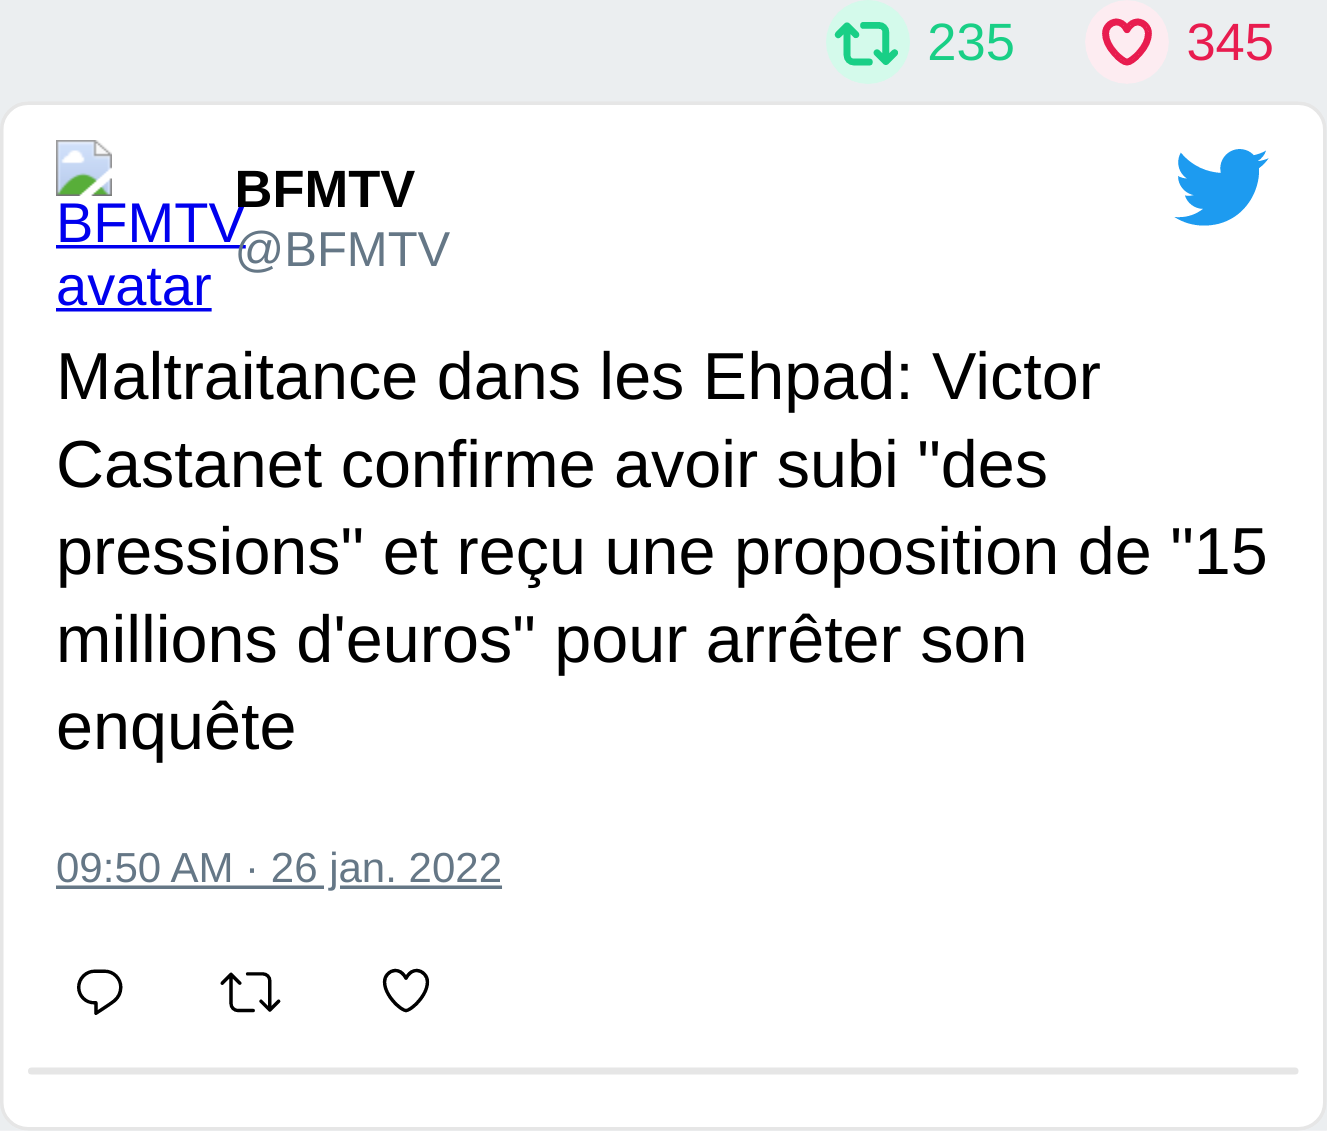 235 345
BFMTV
@BFMTV
BFMTV
avatar
Maltraitance dans les Ehpad: Victor
Castanet confirme avoir subi "des
pressions" et reçu une proposition de "15
millions d'euros" pour arrêter son
enquête
09:50 AM · 26 jan. 2022